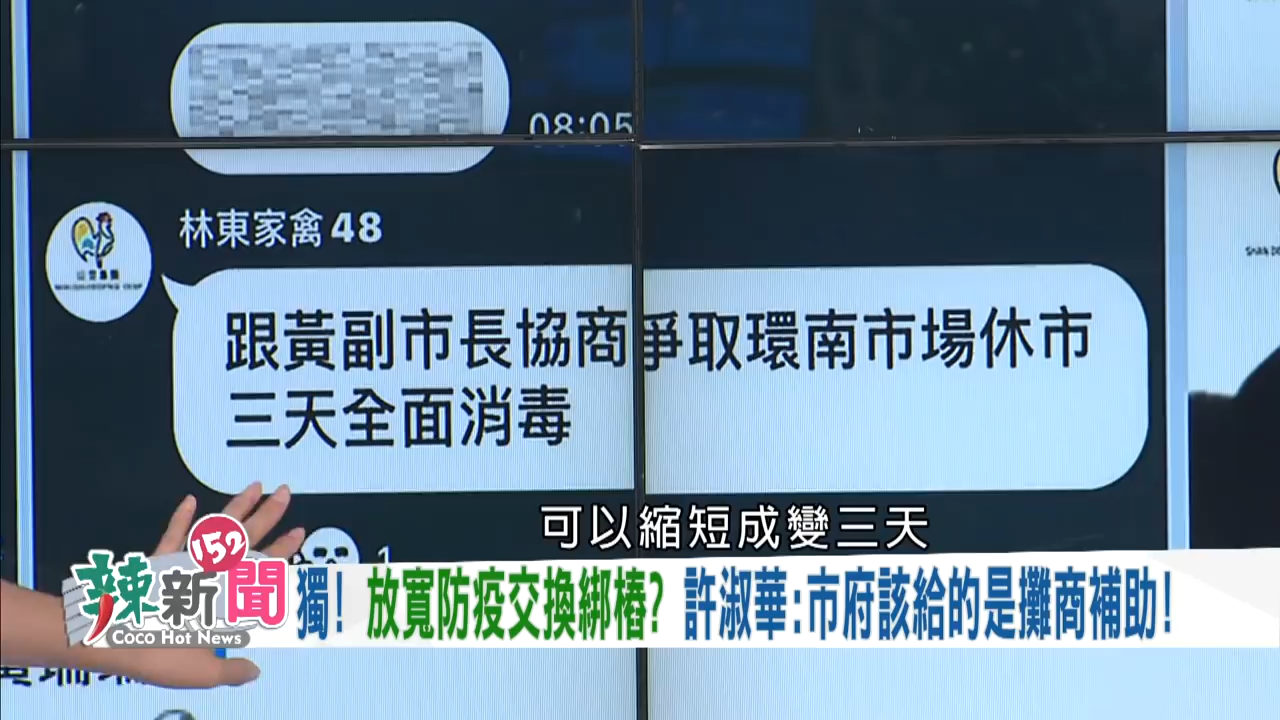 08:05
林東家禽48
跟黃副市長協商爭取環南市場休市
三天全面消毒
1
可以縮短成變三天
152
辣新聞
Coco Hot News
獨! 放寬防疫交換綁樁? 許淑華:市府該給的是攤商補助!